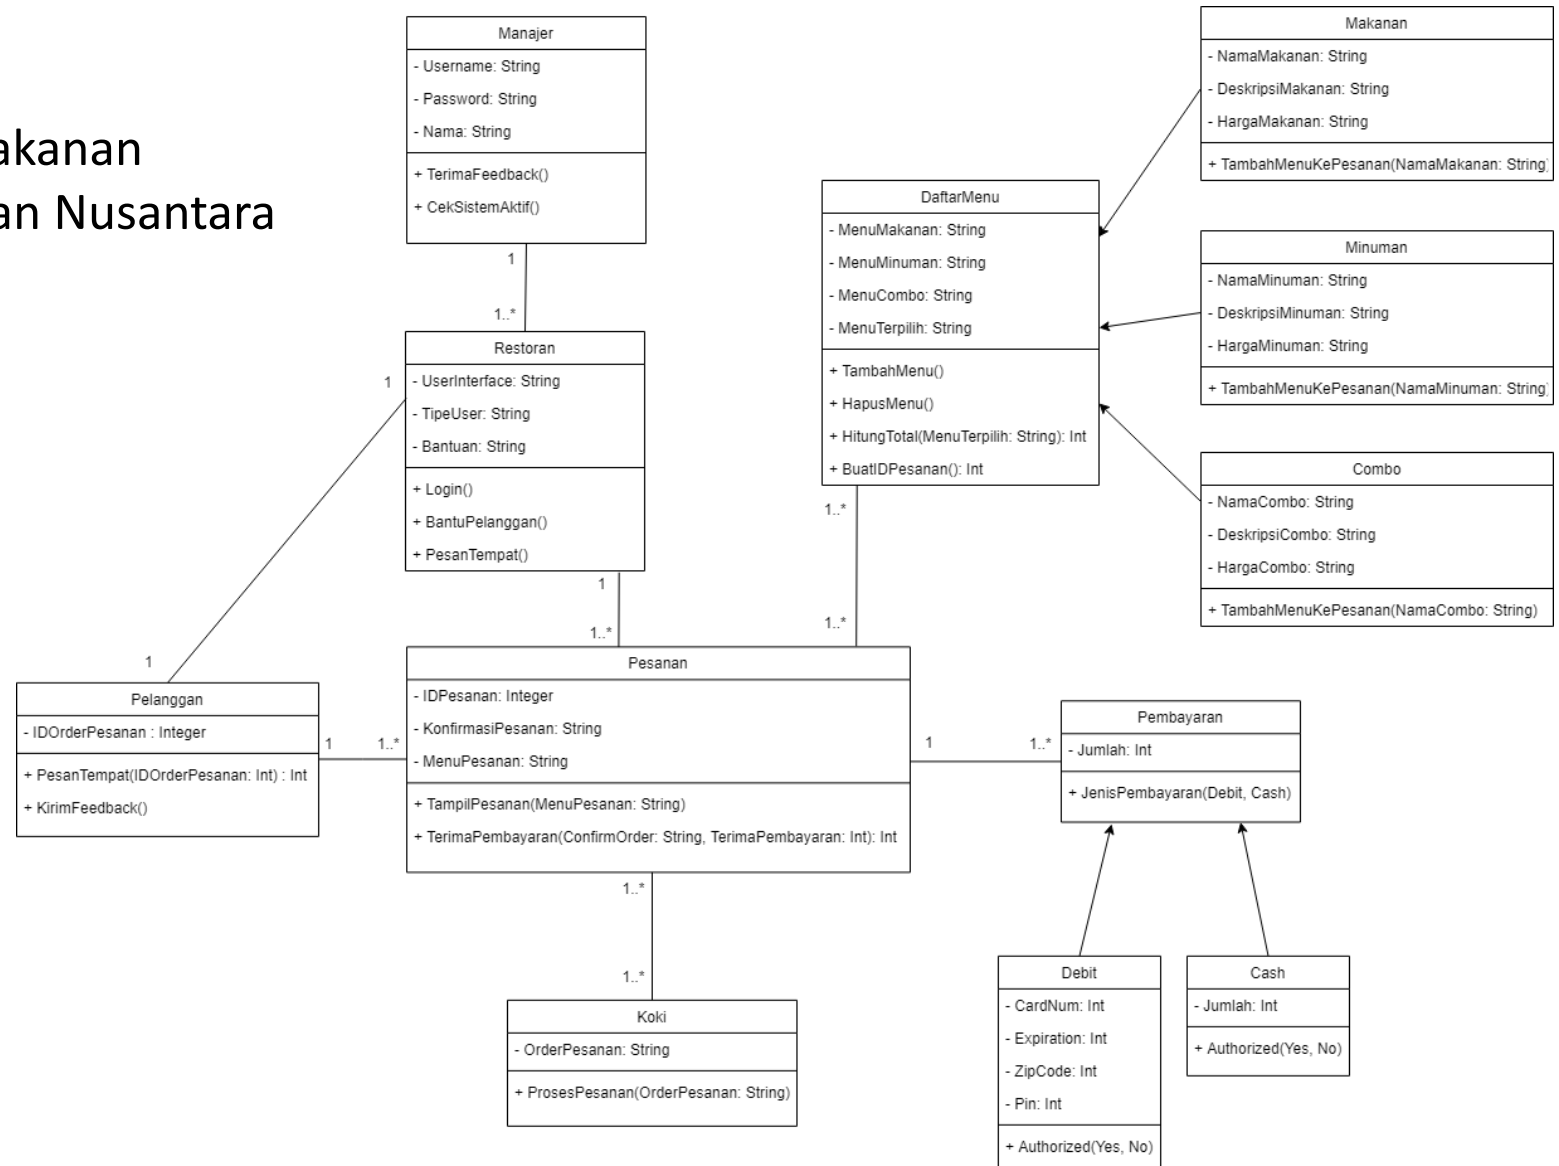 akanan
an Nusantara
Manajer
- Username: String
- Password: String
- Nama: String
+ TerimaFeedback()
+ CekSistemAktif()
1
1..*
Restoran
- UserInterface: String
- TipeUser: String
- Bantuan: String
+ Login()
+ BantuPelanggan()
+ PesanTempat()
1
1
1
1..*
Pelanggan
- IDOrderPesanan : Integer
+ PesanTempat(IDOrderPesanan: Int) : Int
+ KirimFeedback()
1
1..*
Pesanan
- IDPesanan: Integer
- KonfirmasiPesanan: String
- MenuPesanan: String
+ TampilPesanan(MenuPesanan: String)
+ TerimaPembayaran(ConfirmOrder: String, TerimaPembayaran: Int): Int
1..*
1..*
Koki
- OrderPesanan: String
+ ProsesPesanan(OrderPesanan: String)
DaftarMenu
- MenuMakanan: String
- MenuMinuman: String
- MenuCombo: String
- MenuTerpilih: String
+ TambahMenu()
+ HapusMenu()
+ HitungTotal(MenuTerpilih: String): Int
+ BuatIDPesanan(): Int
1..*
1..*
Makanan
- NamaMakanan: String
- DeskripsiMakanan: String
- HargaMakanan: String
+ TambahMenuKePesanan(NamaMakanan: String)
Minuman
- NamaMinuman: String
- DeskripsiMinuman: String
- HargaMinuman: String
+ TambahMenuKePesanan(NamaMinuman: String)
Combo
- NamaCombo: String
- DeskripsiCombo: String
- HargaCombo: String
+ TambahMenuKePesanan(NamaCombo: String)
1
1..*
Pembayaran
- Jumlah: Int
+ JenisPembayaran(Debit, Cash)
Debit
- CardNum: Int
- Expiration: Int
- ZipCode: Int
- Pin: Int
+ Authorized(Yes, No)
Cash
- Jumlah: Int
+ Authorized(Yes, No)